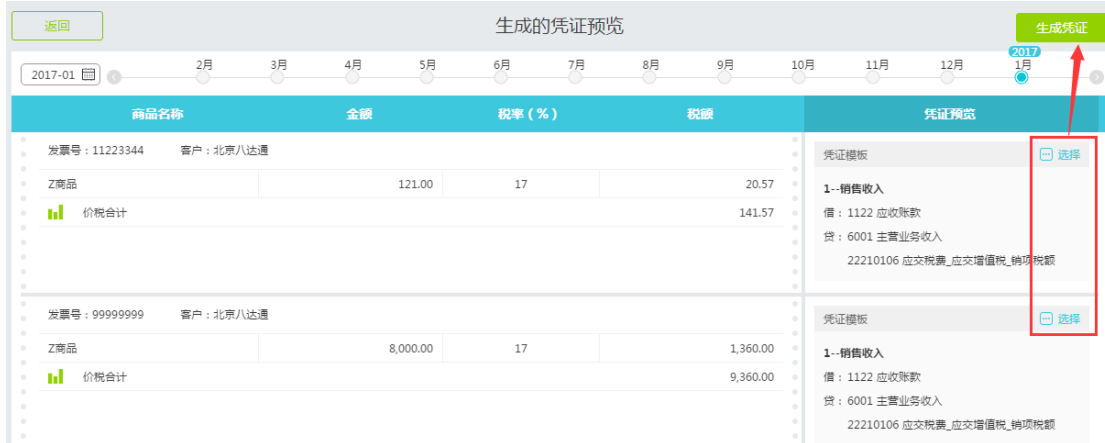 返回
生成的凭证预览
生成凭证
2017-01
2月 3月 4月 5月 6月 7月 8月 9月 10月 11月 12月 2017 1月
商品名称 金额 税率(%) 税额 凭证预览
发票号:11223344 客户:北京八达通
Z商品 121.00 17 20.57
价税合计 141.57
凭证模板 选择
1--销售收入
借:1122 应收账款
贷:6001 主营业务收入
22210106 应交税费_应交增值税_销项税额
发票号:99999999 客户:北京八达通
Z商品 8,000.00 17 1,360.00
价税合计 9,360.00
凭证模板 选择
1--销售收入
借:1122 应收账款
贷:6001 主营业务收入
22210106 应交税费_应交增值税_销项税额